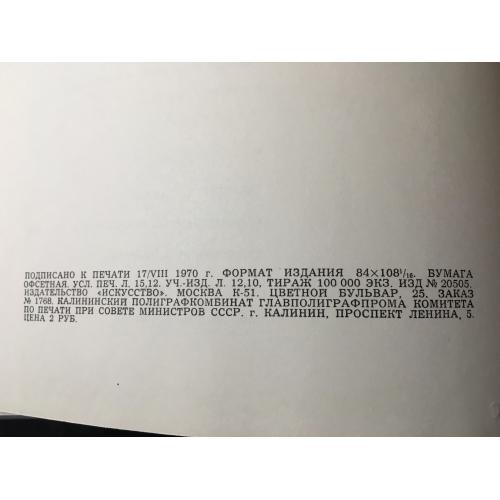 ПОДПИСАНО К ПЕЧАТИ 17/VIII 1970 г. ФОРМАТ ИЗДАНИЯ 84×108¹/₁₆. БУМАГА
ОФСЕТНАЯ. УСЛ. ПЕЧ. Л. 15,12. УЧ.-ИЗД. Л. 12,10, ТИРАЖ 100 000 ЭКЗ. ИЗД № 20505.
ИЗДАТЕЛЬСТВО «ИСКУССТВО». МОСКВА К-51. ЦВЕТНОЙ БУЛЬВАР, 25. ЗАКАЗ
№ 1768. КАЛИНИНСКИЙ ПОЛИГРАФКОМБИНАТ ГЛАВПОЛИГРАФПРОМА КОМИТЕТА
ПО ПЕЧАТИ ПРИ СОВЕТЕ МИНИСТРОВ СССР. г. КАЛИНИН, ПРОСПЕКТ ЛЕНИНА, 5.
ЦЕНА 2 РУБ.